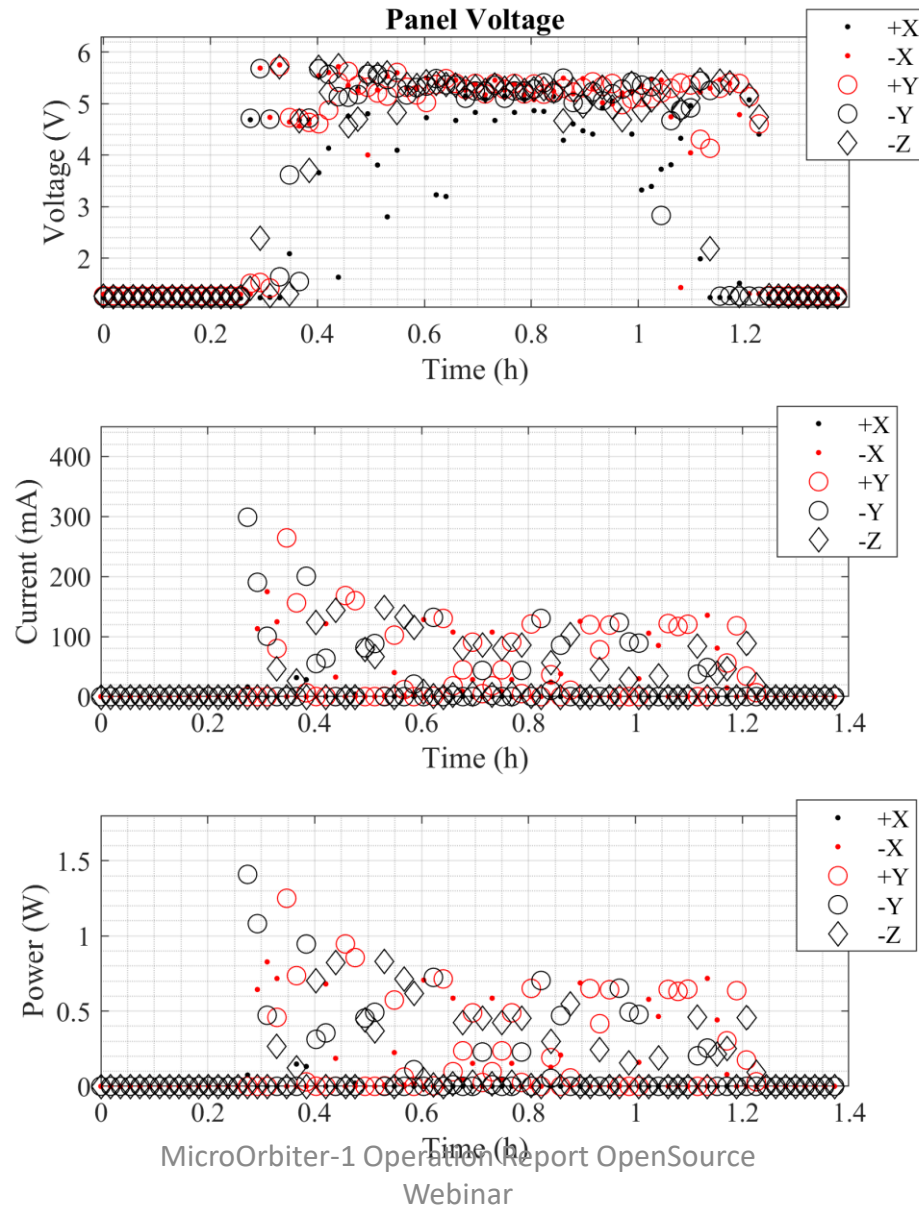 Panel Voltage
+X
-X
+Y
-Y
-Z
Voltage (V)
6
5
4
2
0
0.2
0.4
0.6
0.8
1
1.2
Time (h)
+X
-X
+Y
-Y
-Z
Current (mA)
400
300
200
100
0
0
0.2
0.4
0.6
0.8
1
1.2
1.4
Time (h)
+X
-X
+Y
-Y
-Z
Power (W)
1.5
1
0.5
0
0
0.2
0.4
0.6
0.8
1
1.2
1.4
Time (h)
MicroOrbiter-1 Operation Report OpenSource
Webinar